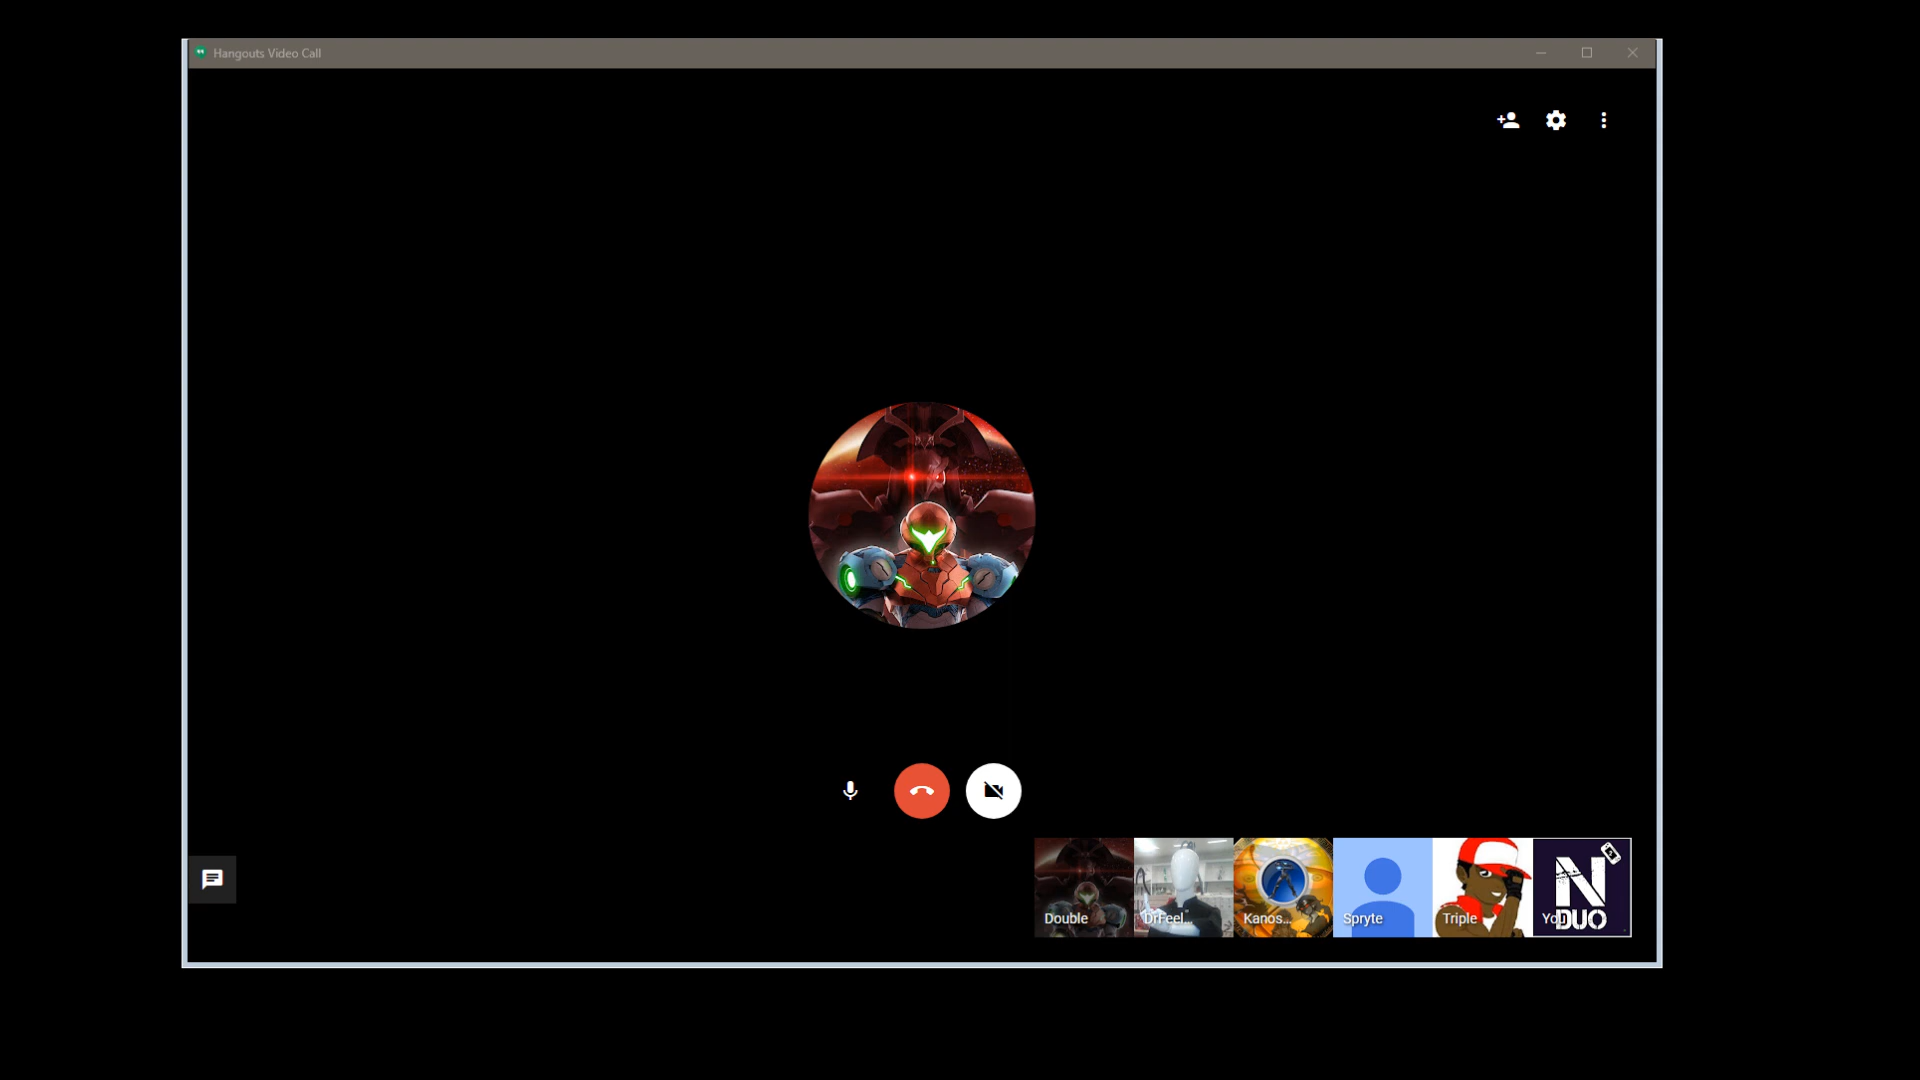 Hangouts Video Call
Double
DrFeel...
Kanos...
Spryte
Triple
You
N
DUO